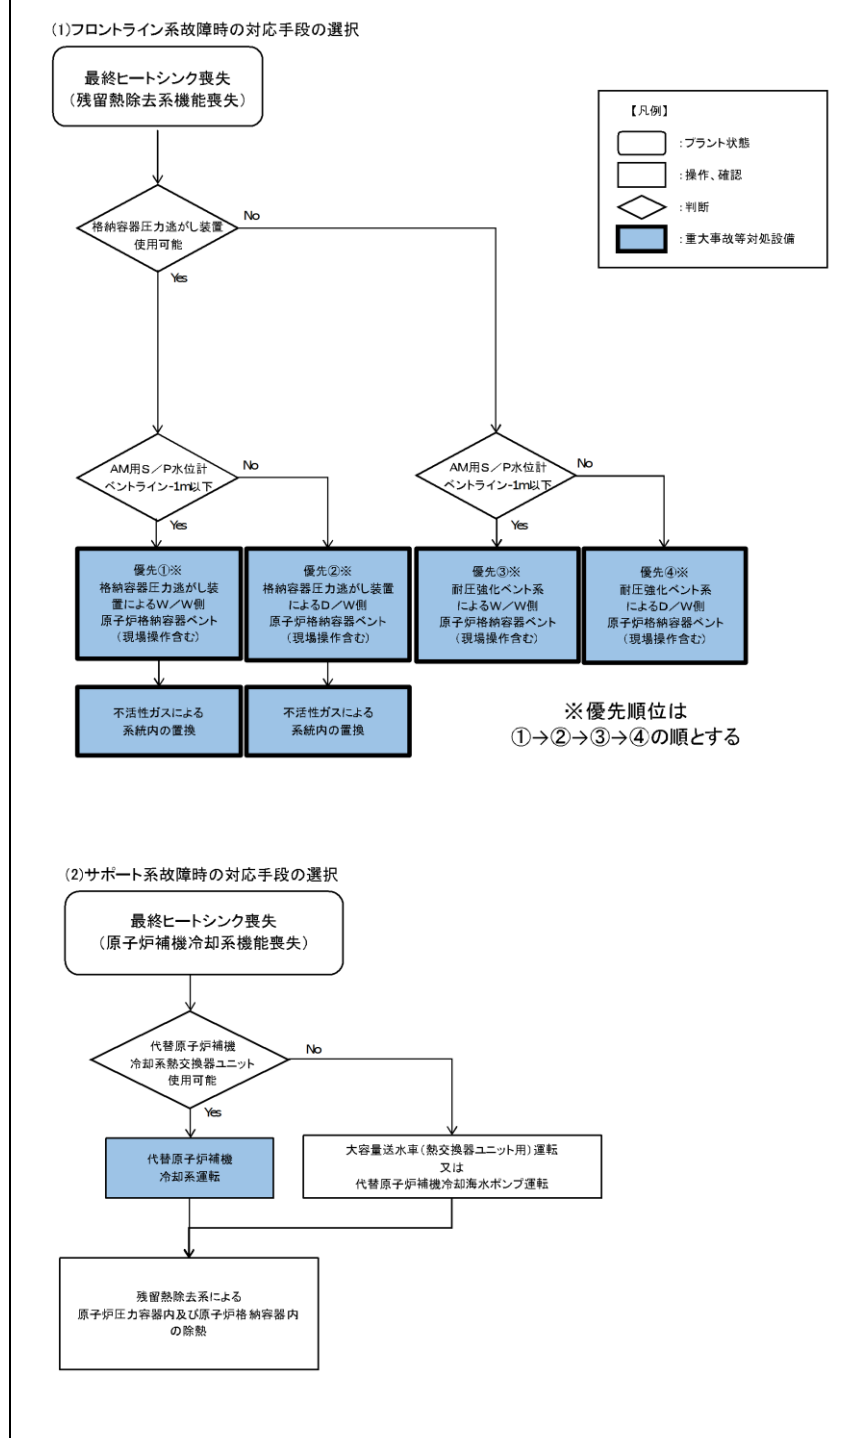 (1)フロントライン系故障時の対応手段の選択
最終ヒートシンク喪失
(残留熱除去系機能喪失)
【凡例】
:プラント状態
:操作、確認
:判断
:重大事故等対処設備
格納容器圧力逃がし装置
使用可能
No
Yes
AM用S/P水位計
ベントライン-1m以下
No
Yes
AM用S/P水位計
ベントライン-1m以下
No
Yes
優先①※
格納容器圧力逃がし装
置によるW/W側
原子炉格納容器ベント
(現場操作含む)
優先②※
格納容器圧力逃がし装置
によるD/W側
原子炉格納容器ベント
(現場操作含む)
優先③※
耐圧強化ベント系
によるW/W側
原子炉格納容器ベント
(現場操作含む)
優先④※
耐圧強化ベント系
によるD/W側
原子炉格納容器ベント
(現場操作含む)
不活性ガスによる
系統内の置換
不活性ガスによる
系統内の置換
※優先順位は
①→②→③→④の順とする
(2)サポート系故障時の対応手段の選択
最終ヒートシンク喪失
(原子炉補機冷却系機能喪失)
代替原子炉補機
冷却系熱交換器ユニット
使用可能
No
Yes
代替原子炉補機
冷却系運転
大容量送水車(熱交換器ユニット用)運転
又は
代替原子炉補機冷却海水ポンプ運転
残留熱除去系による
原子炉圧力容器内及び原子炉格納容器内
の除熱